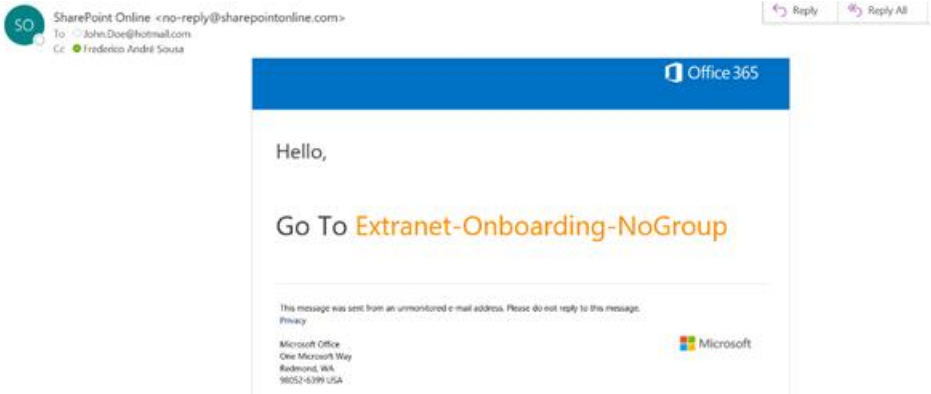 SO
SharePoint Online <no-reply@sharepointonline.com>
To John.Doe@hotmail.com
Cc Frederico André Sousa
Reply Reply All
Office 365
Hello,
Go To Extranet-Onboarding-NoGroup
This message was sent from an unmonitored e-mail address. Please do not reply to this message.
Privacy
Microsoft Office
One Microsoft Way
Redmond, WA
98052-6399 USA
Microsoft